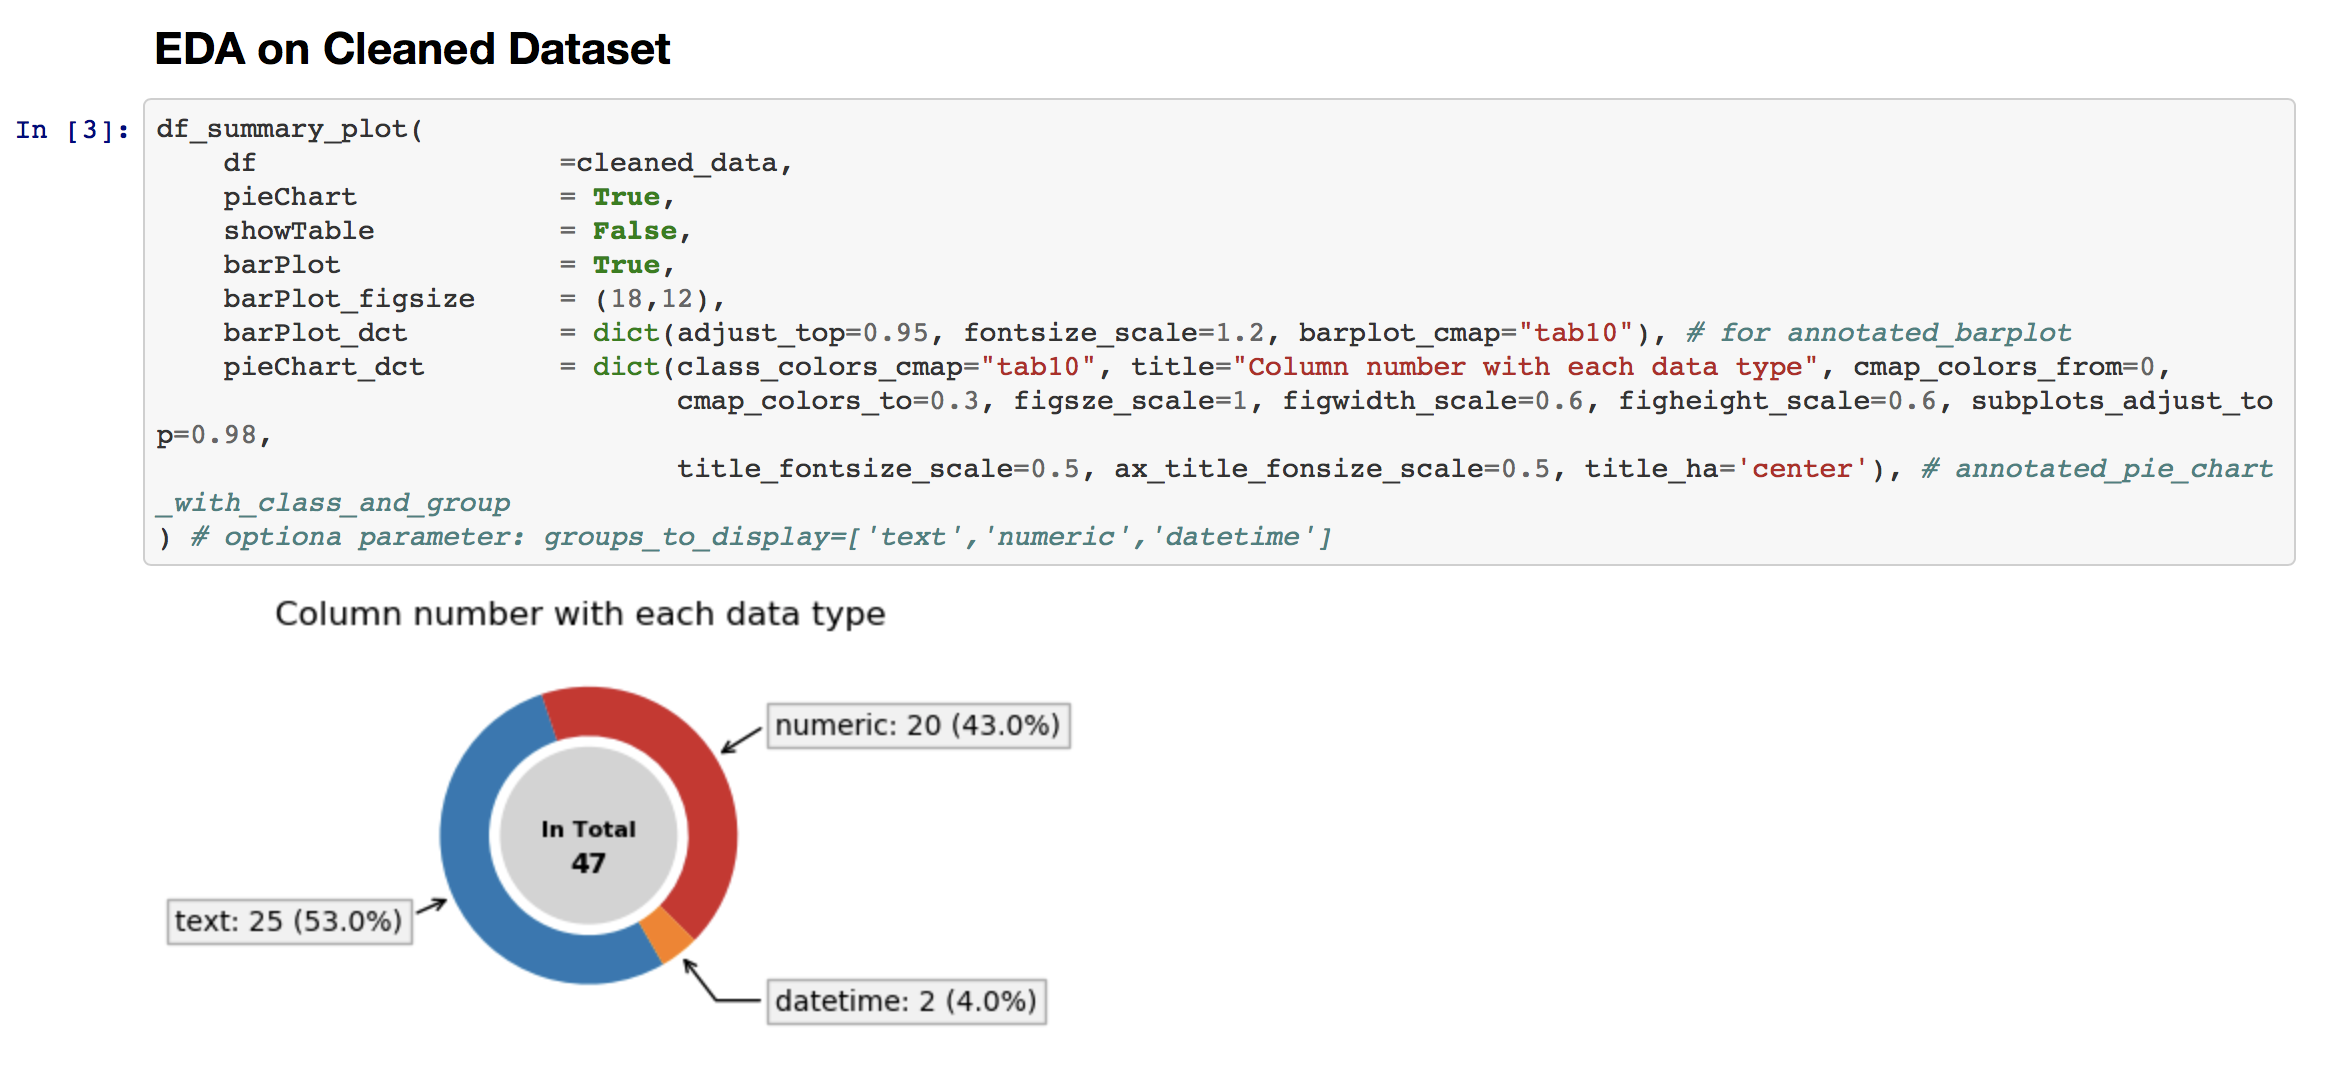 EDA on Cleaned Dataset
In [3]: df_summary_plot(
df =cleaned_data,
pieChart = True,
showTable = False,
barPlot = True,
barPlot_figsize = (18,12),
barPlot_dct = dict(adjust_top=0.95, fontsize_scale=1.2, barplot_cmap="tab10"), # for annotated_barplot
pieChart_dct = dict(class_colors_cmap="tab10", title="Column number with each data type", cmap_colors_from=0,
cmap_colors_to=0.3, figsze_scale=1, figwidth_scale=0.6, figheight_scale=0.6, subplots_adjust_to
p=0.98,
title_fontsize_scale=0.5, ax_title_fonsize_scale=0.5, title_ha='center'), # annotated_pie_chart
_with_class_and_group
) # optiona parameter: groups_to_display=['text','numeric','datetime']
Column number with each data type
numeric: 20 (43.0%)
In Total
47
text: 25 (53.0%)
datetime: 2 (4.0%)